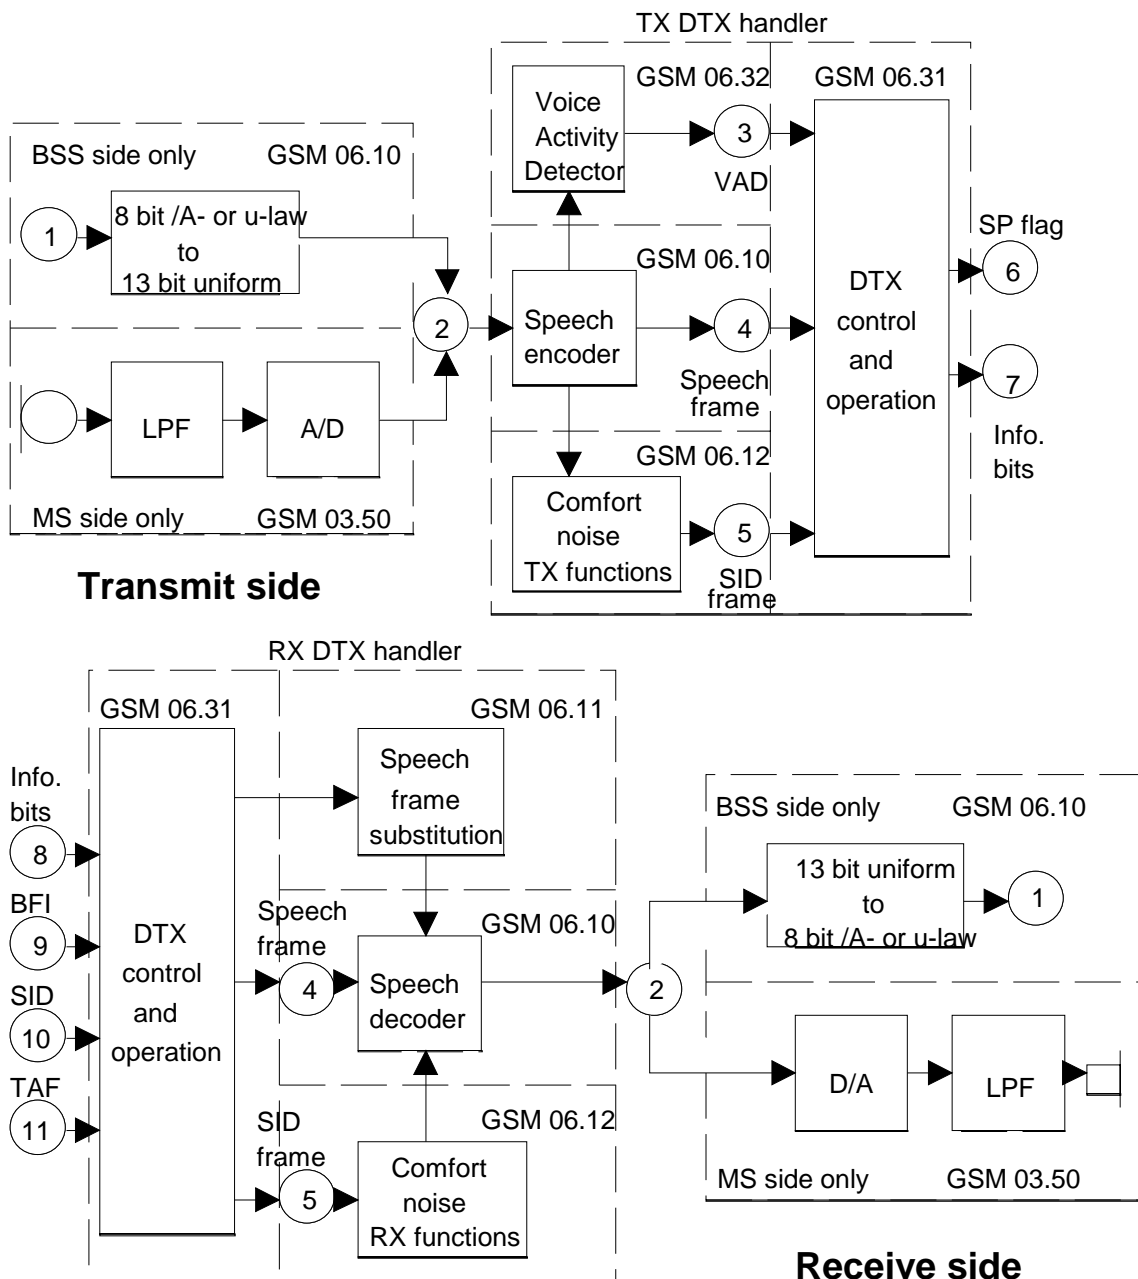 TX DTX handler
GSM 06.32
GSM 06.31
Voice
Activity
Detector
3
VAD
BSS side only
GSM 06.10
1
8 bit /A- or u-law
to
13 bit uniform
2
GSM 06.10
Speech
encoder
4
Speech
frame
DTX
control
and
operation
SP flag
6
7
Info.
bits
LPF
A/D
MS side only
GSM 03.50
GSM 06.12
Comfort
noise
TX functions
5
SID
frame
Transmit side
RX DTX handler
GSM 06.31
GSM 06.11
Speech
frame
substitution
Info.
bits
8
BFI
9
SID
10
TAF
11
DTX
control
and
operation
Speech
frame
4
GSM 06.10
Speech
decoder
2
SID
frame
5
GSM 06.12
Comfort
noise
RX functions
BSS side only
GSM 06.10
13 bit uniform
to
8 bit /A- or u-law
1
D/A
LPF
MS side only
GSM 03.50
Receive side